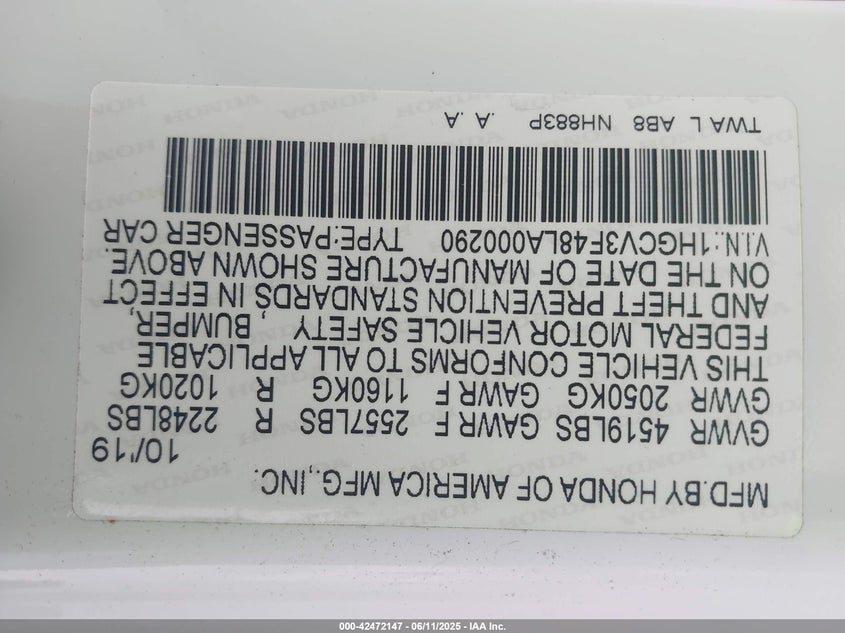 MFD.BY HONDA OF AMERICA MFG.,INC.
10/'19
GVWR 4519LBS GAWR F 2557LBS R 2248LBS
GVWR 2050KG GAWR F 1160KG R 1020KG
THIS VEHICLE CONFORMS TO ALL APPLICABLE
FEDERAL MOTOR VEHICLE SAFETY , BUMPER,
AND THEFT PREVENTION STANDARDS IN EFFECT
ON THE DATE OF MANUFACTURE SHOWN ABOVE.
V.I.N.:1HGCV3F48LA000290 TYPE:PASSENGER CAR
TWA L AB8 NH883P .A .A
000-42472147 - 06/11/2025 - IAA Inc.